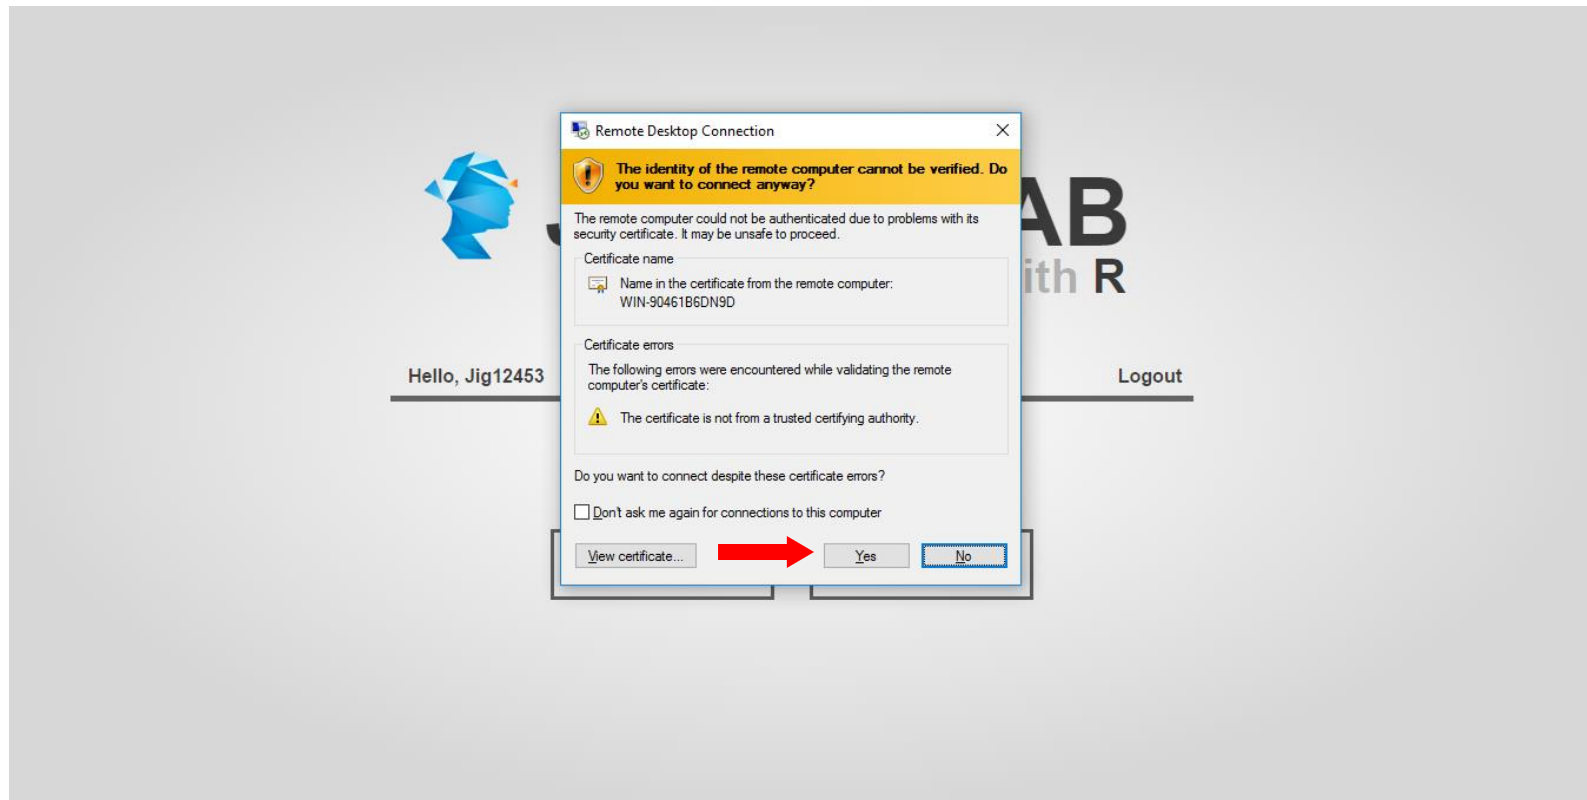 Remote Desktop Connection
The identity of the remote computer cannot be verified. Do
you want to connect anyway?
The remote computer could not be authenticated due to problems with its
security certificate. It may be unsafe to proceed.
Certificate name
Name in the certificate from the remote computer:
WIN-90461B6DN9D
AB
ith R
Certificate errors
The following errors were encountered while validating the remote
computer's certificate:
Hello, Jig12453
Logout
The certificate is not from a trusted certifying authority.
Do you want to connect despite these certificate errors?
Don't ask me again for connections to this computer
View certificate...
Yes
No